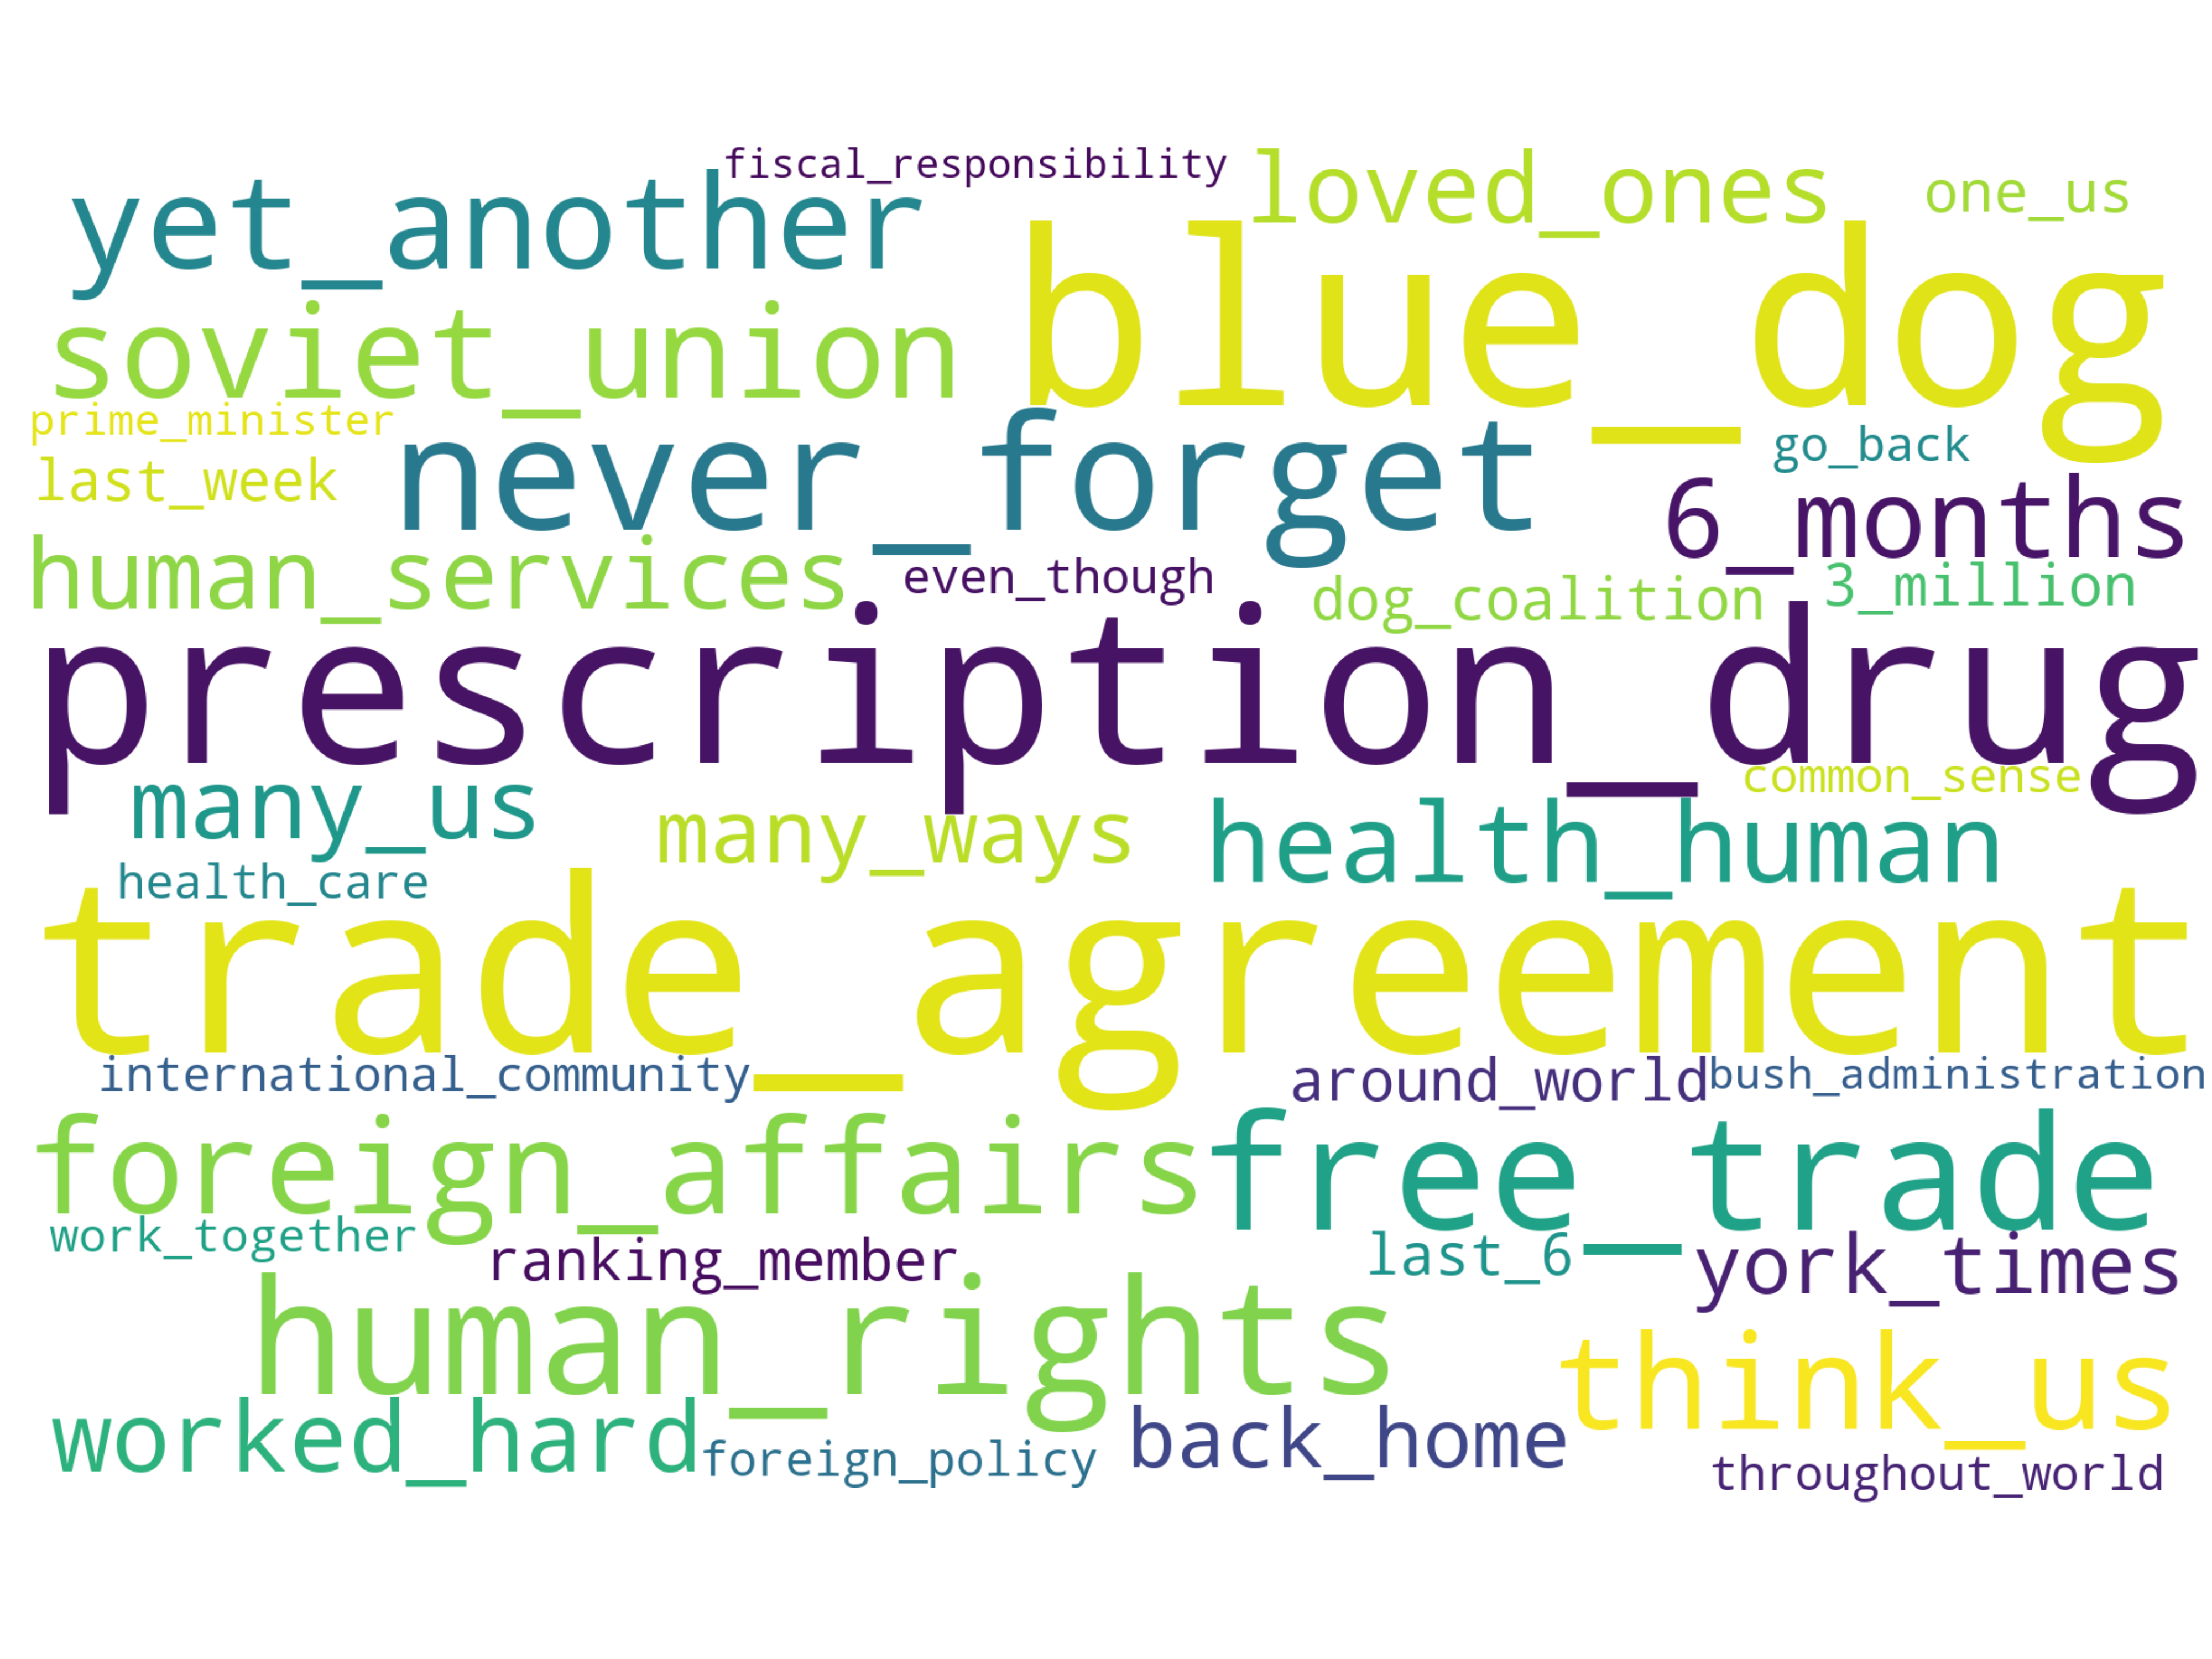 fiscal_responsibility
loved_ones
one_us
yet_another
blue_dog
soviet_union
prime_minister
never_forget
go_back
last_week
6_months
human_services
even_though
dog_coalition
3_million
prescription_drug
common_sense
many_us
many_ways
health_human
health_care
trade_agreement
international_community
around_world
bush_administration
foreign_affairs
free_trade
work_together
ranking_member
last_6
york_times
human_rights
think_us
worked_hard
foreign_policy
back_home
throughout_world